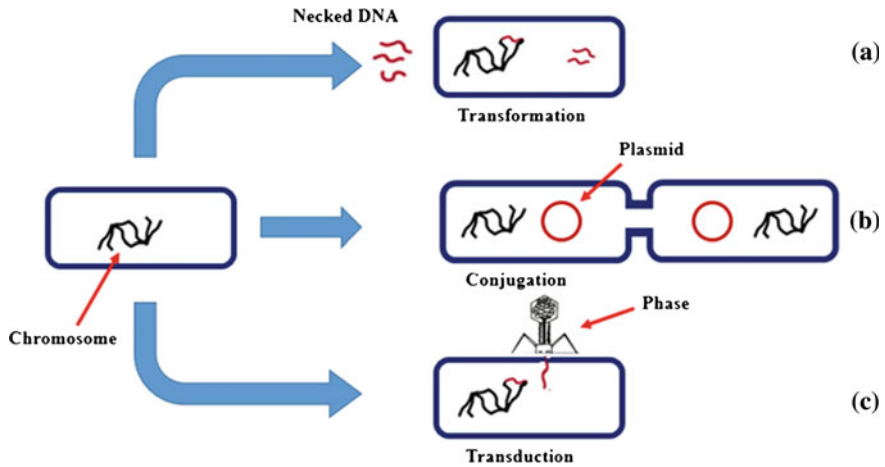 Necked DNA
(a)
Transformation
Plasmid
(b)
Conjugation
Chromosome
Phase
(c)
Transduction